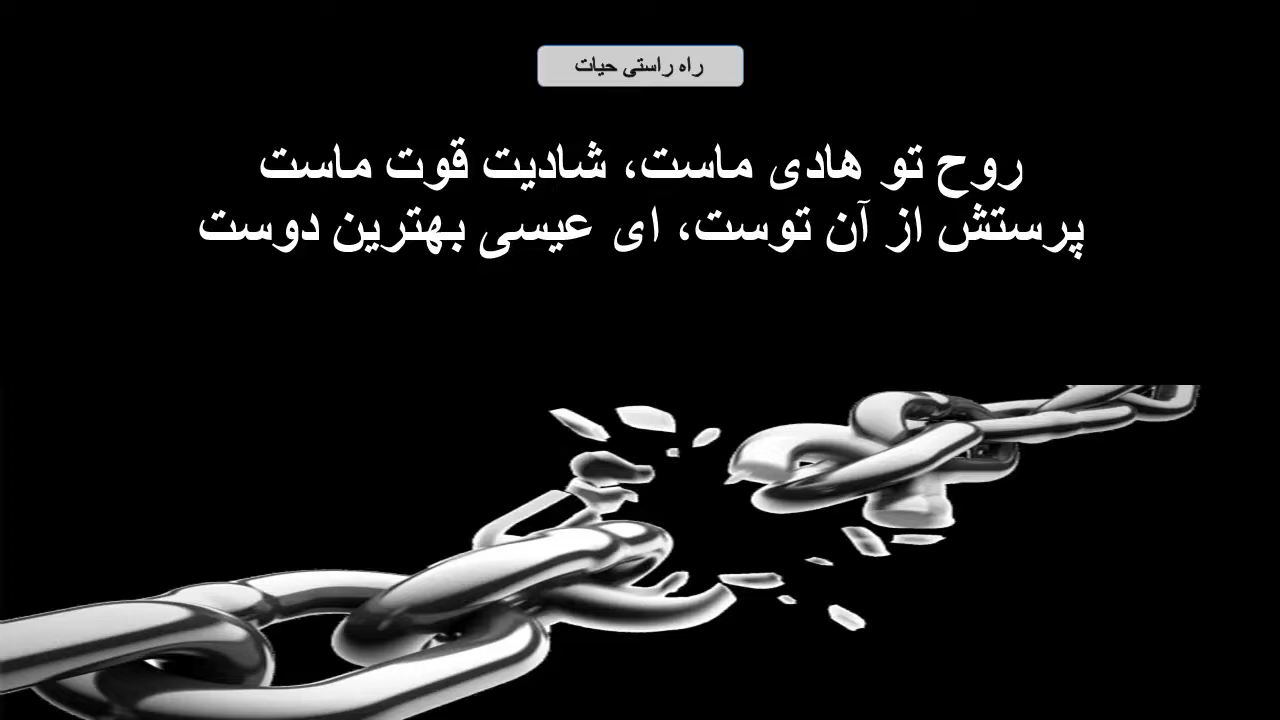 راه راستی حیات
روح تو هادی ماست، شادیت قوت ماست
پرستش از آن توست، ای عیسی بهترین دوست